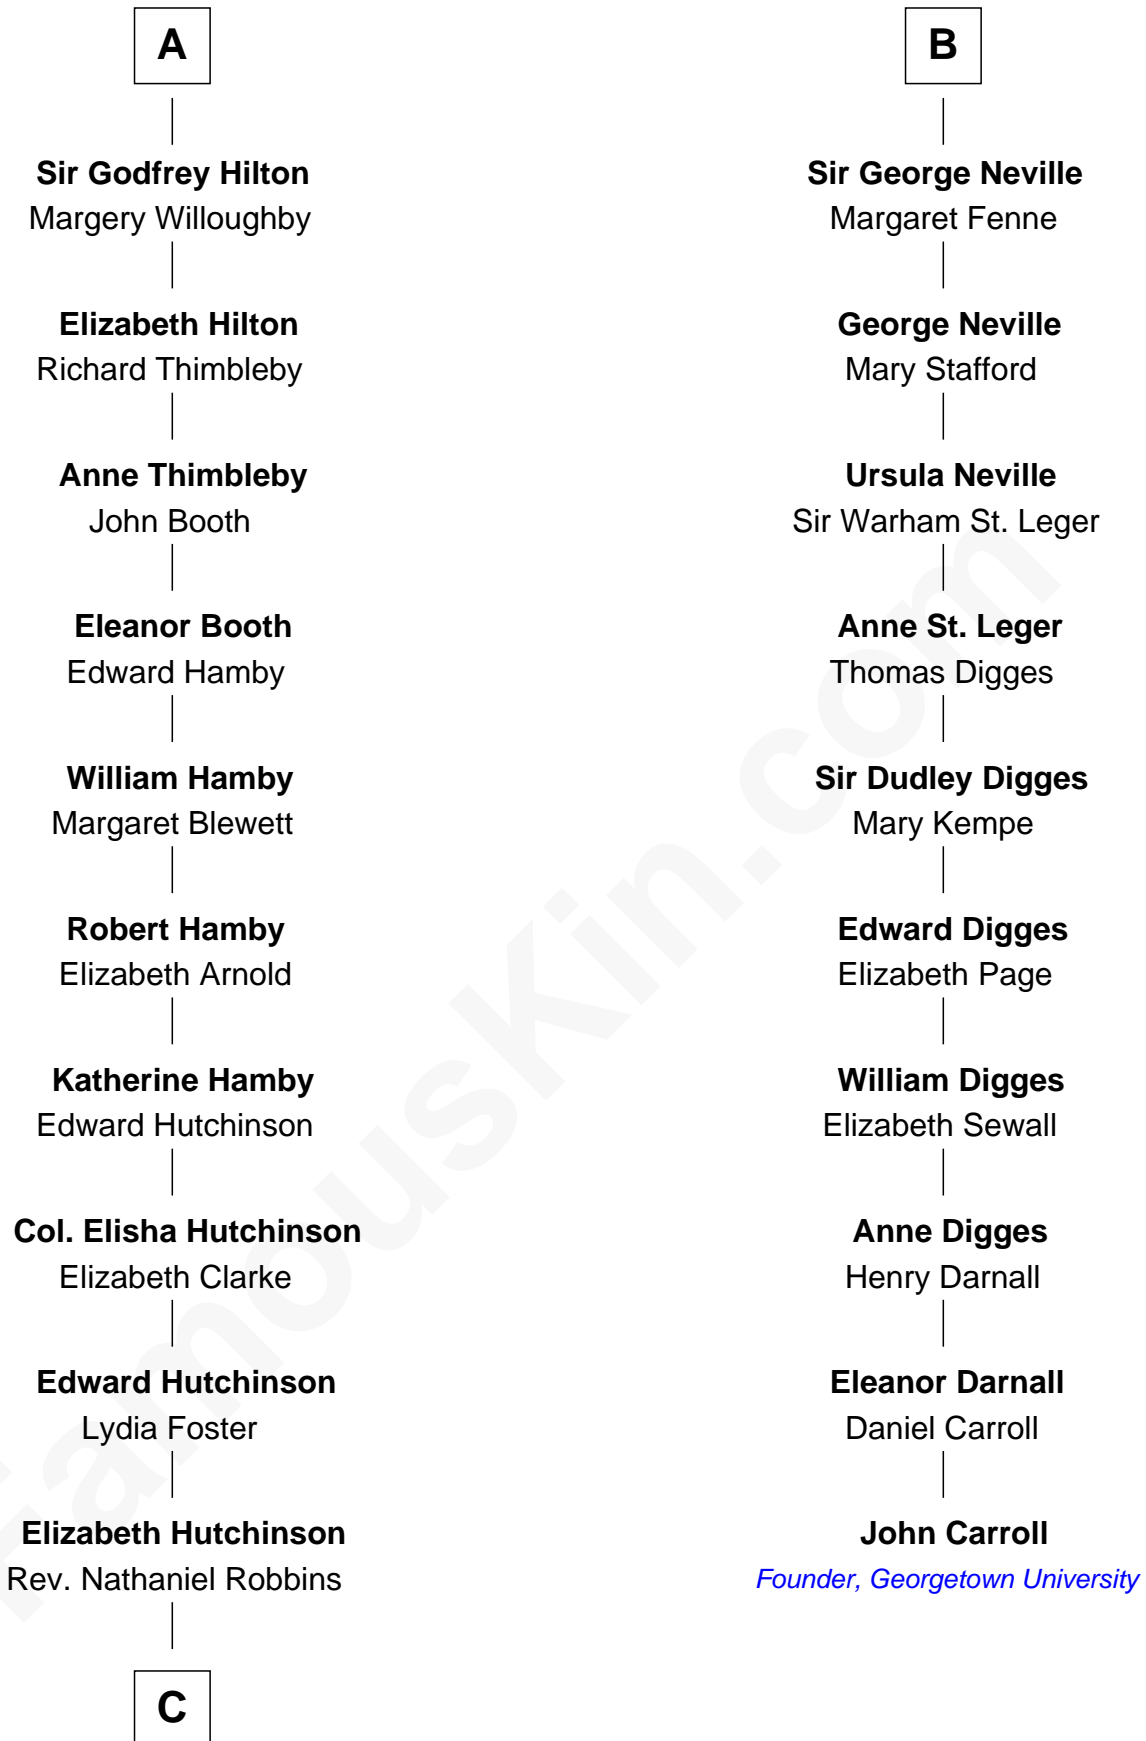 A
Sir Godfrey Hilton
Margery Willoughby
Elizabeth Hilton
Richard Thimbleby
Anne Thimbleby
John Booth
Eleanor Booth
Edward Hamby
William Hamby
Margaret Blewett
Robert Hamby
Elizabeth Arnold
Katherine Hamby
Edward Hutchinson
Col. Elisha Hutchinson
Elizabeth Clarke
Edward Hutchinson
Lydia Foster
Elizabeth Hutchinson
Rev. Nathaniel Robbins
C
B
Sir George Neville
Margaret Fenne
George Neville
Mary Stafford
Ursula Neville
Sir Warham St. Leger
Anne St. Leger
Thomas Digges
Sir Dudley Digges
Mary Kempe
Edward Digges
Elizabeth Page
William Digges
Elizabeth Sewall
Anne Digges
Henry Darnall
Eleanor Darnall
Daniel Carroll
John Carroll
Founder, Georgetown University
FamousKin.com